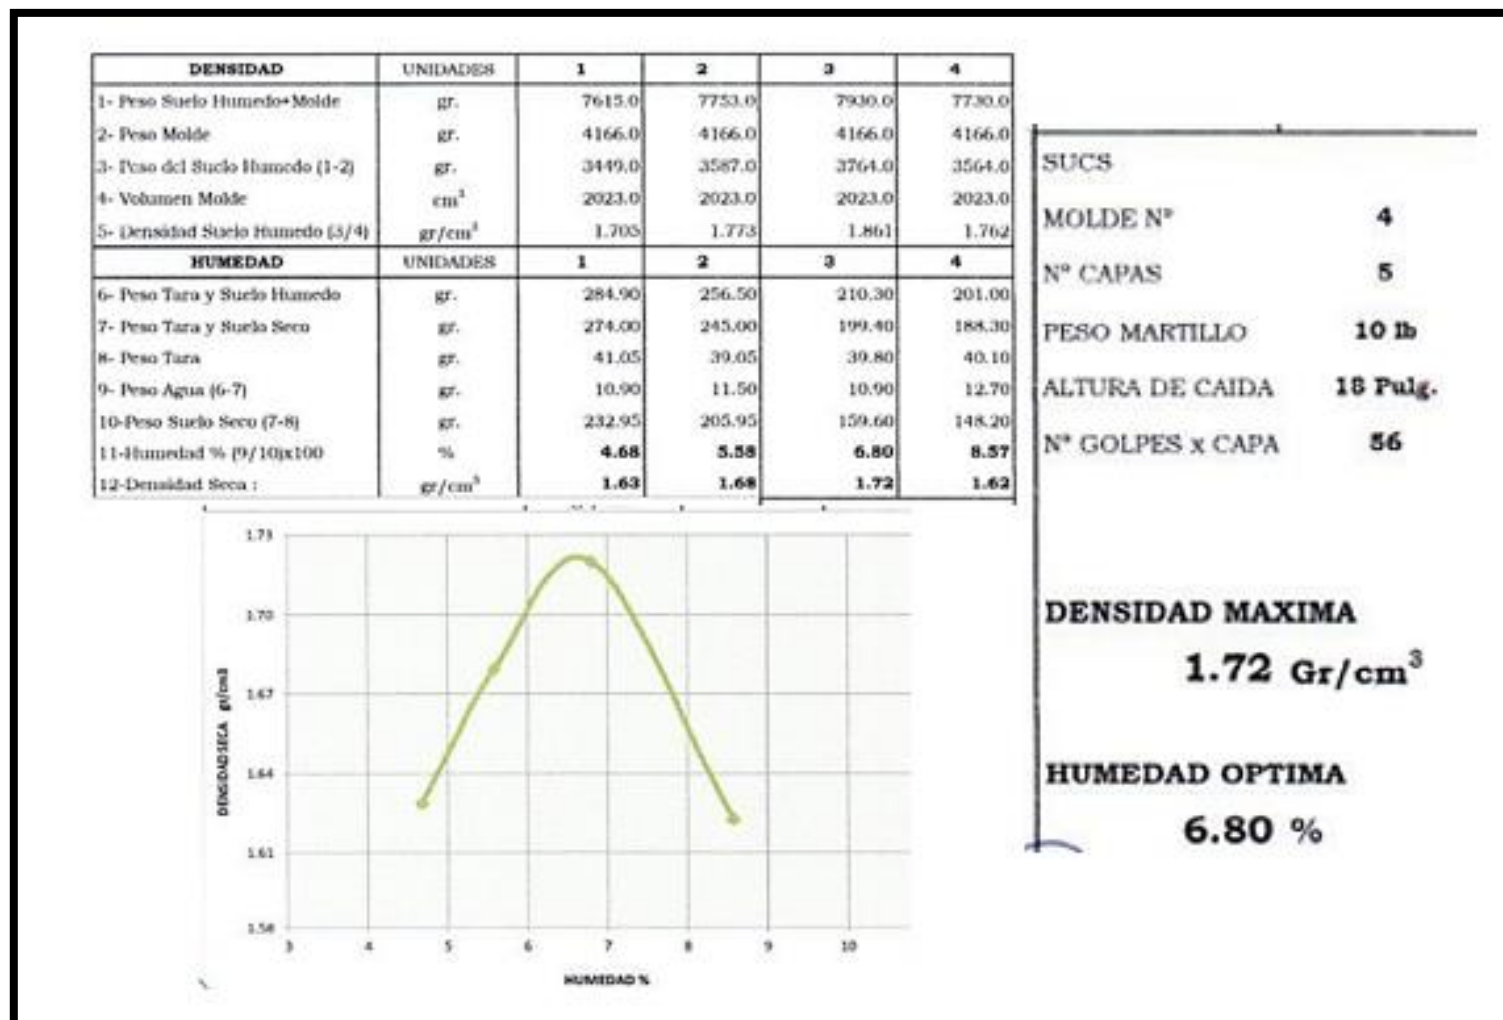 DENSIDAD UNIDADES 1 2 3 4
1- Peso Suelo Humedo+Molde gr. 7615.0 7753.0 7930.0 7730.0
2- Peso Molde gr. 4166.0 4166.0 4166.0 4166.0
3- Peso del Suelo Humedo (1-2) gr. 3449.0 3587.0 3764.0 3564.0
4- Volumen Molde cm³ 2023.0 2023.0 2023.0 2023.0
5- Densidad Suelo Humedo (3/4) gr/cm³ 1.705 1.773 1.861 1.762
HUMEDAD UNIDADES 1 2 3 4
6- Peso Tara y Suelo Humedo gr. 284.90 256.50 210.30 201.00
7- Peso Tara y Suelo Seco gr. 274.00 245.00 199.40 188.30
8- Peso Tara gr. 41.05 39.05 39.80 40.10
9- Peso Agua (6-7) gr. 10.90 11.50 10.90 12.70
10-Peso Suelo Seco (7-8) gr. 232.95 205.95 159.60 148.20
11-Humedad % (9/10)x100 % 4.68 5.58 6.80 8.57
12-Densidad Seca : gr/cm³ 1.63 1.68 1.72 1.62
SUCS
MOLDE Nº 4
Nº CAPAS 5
PESO MARTILLO 10 lb
ALTURA DE CAIDA 18 Pulg.
Nº GOLPES x CAPA 56
DENSIDAD MAXIMA
1.72 Gr/cm³
HUMEDAD OPTIMA
6.80 %
1.73
1.70
1.67
1.64
1.61
1.58
DENSIDAD SECA gr/cm3
3 4 5 6 7 8 9 10
HUMEDAD %